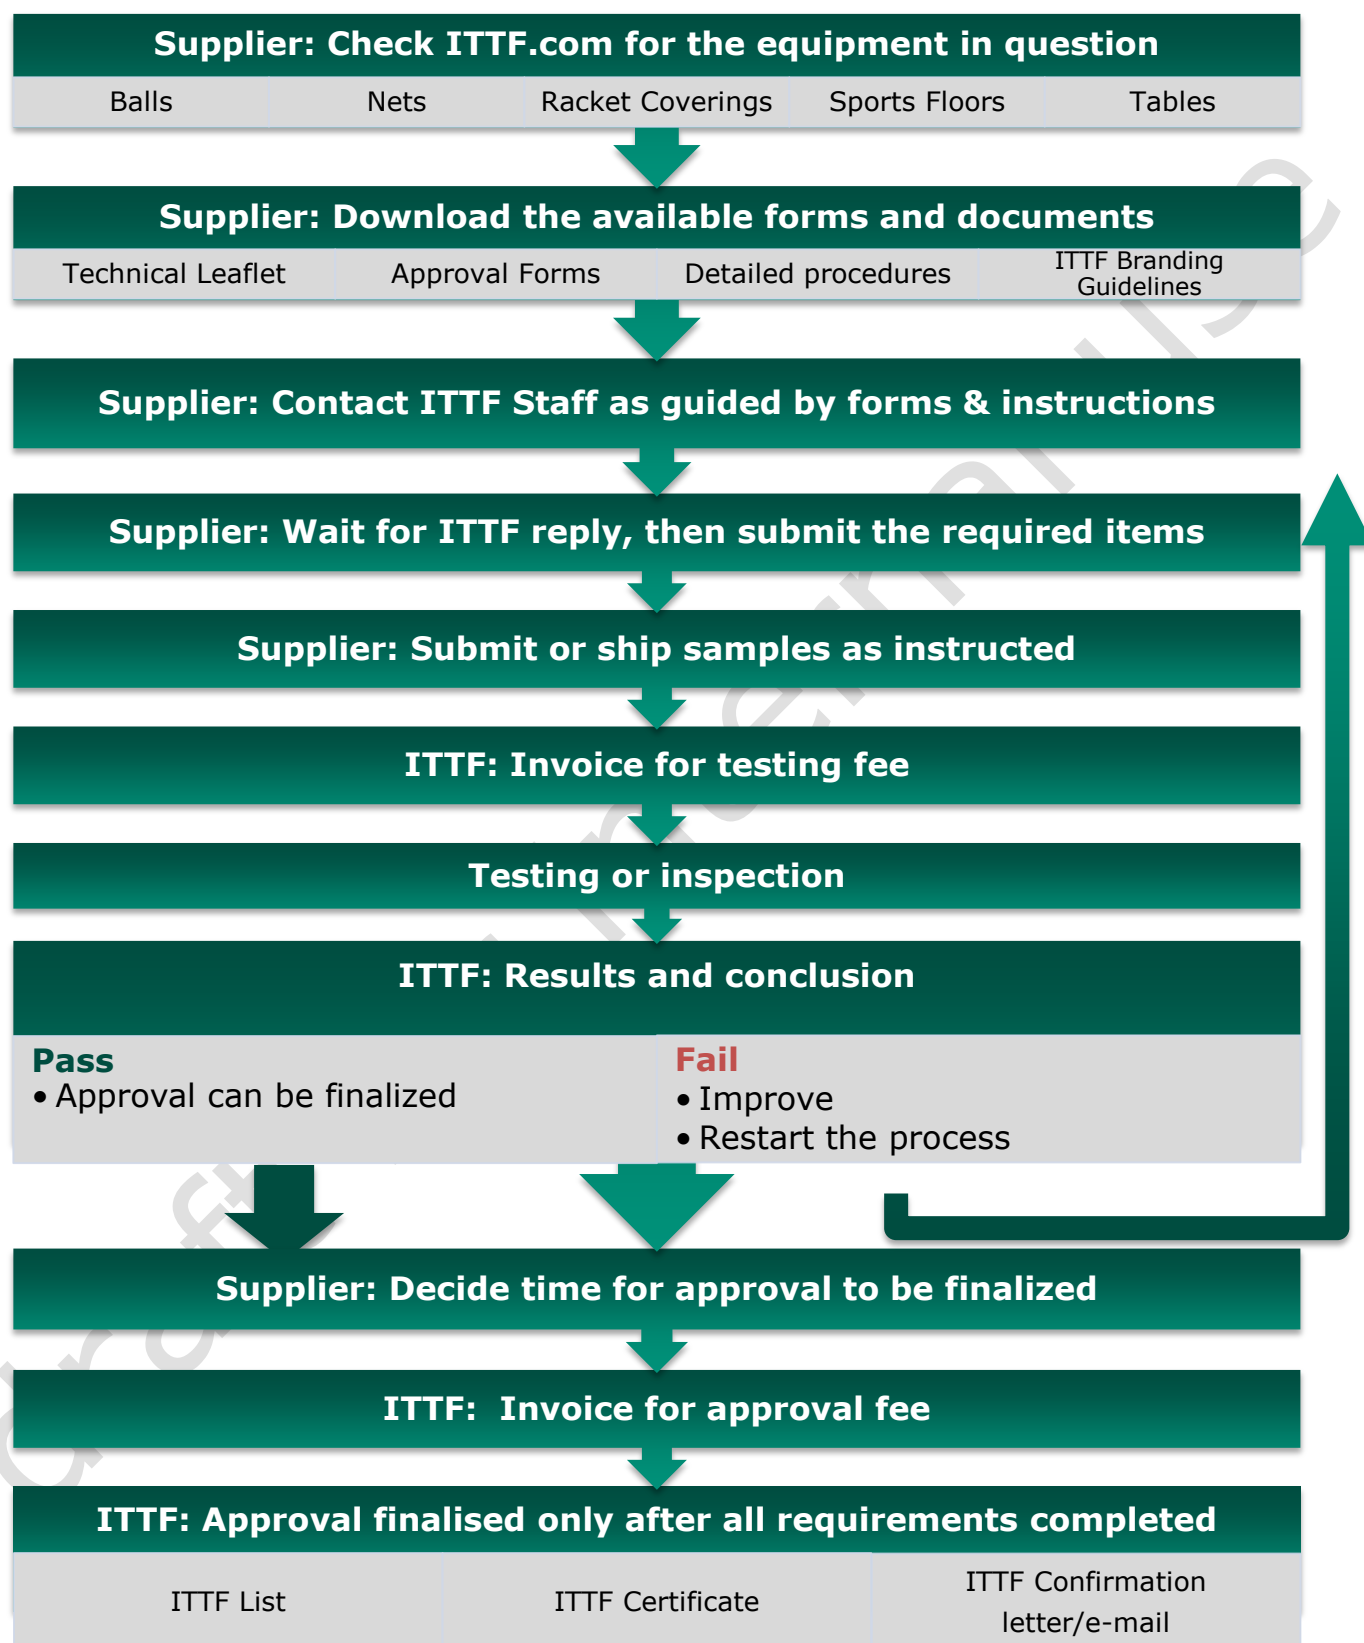 Supplier: Check ITTF.com for the equipment in question
Balls
Nets
Racket Coverings
Sports Floors
Tables
Supplier: Download the available forms and documents
Technical Leaflet
Approval Forms
Detailed procedures
ITTF Branding
Guidelines
Supplier: Contact ITTF Staff as guided by forms & instructions
Supplier: Wait for ITTF reply, then submit the required items
Supplier: Submit or ship samples as instructed
ITTF: Invoice for testing fee
Testing or inspection
ITTF: Results and conclusion
Pass
• Approval can be finalized
Fail
• Improve
• Restart the process
Supplier: Decide time for approval to be finalized
ITTF:  Invoice for approval fee
ITTF: Approval finalised only after all requirements completed
ITTF List
ITTF Certificate
ITTF Confirmation
letter/e-mail